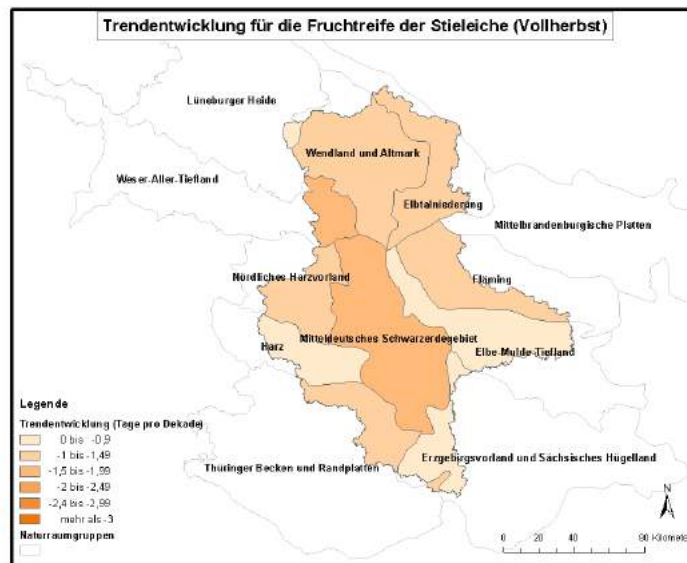 Trendentwicklung für die Fruchtreife der Stieleiche (Vollherbst)
Lüneburger Heide
Wendland und Altmark
Weser-Aller-Tiefland
Elbtalniederung
Mittelbrandenburgische Platten
Nördliches Harzvorland
Fläming
Harz
Mitteldeutsches Schwarzerdegebiet
Elbe-Mulde-Tiefland
Erzgebirgsvorland und Sächsisches Hügelland
Thüringer Becken und Randplatten
Legende
Trendentwicklung (Tage pro Dekade)
0 bis -0,9
-1 bis -1,49
-1,5 bis -1,99
-2 bis -2,49
-2,4 bis -2,99
mehr als -3
Naturraumgruppen
N
0 20 40 80 Kilometer